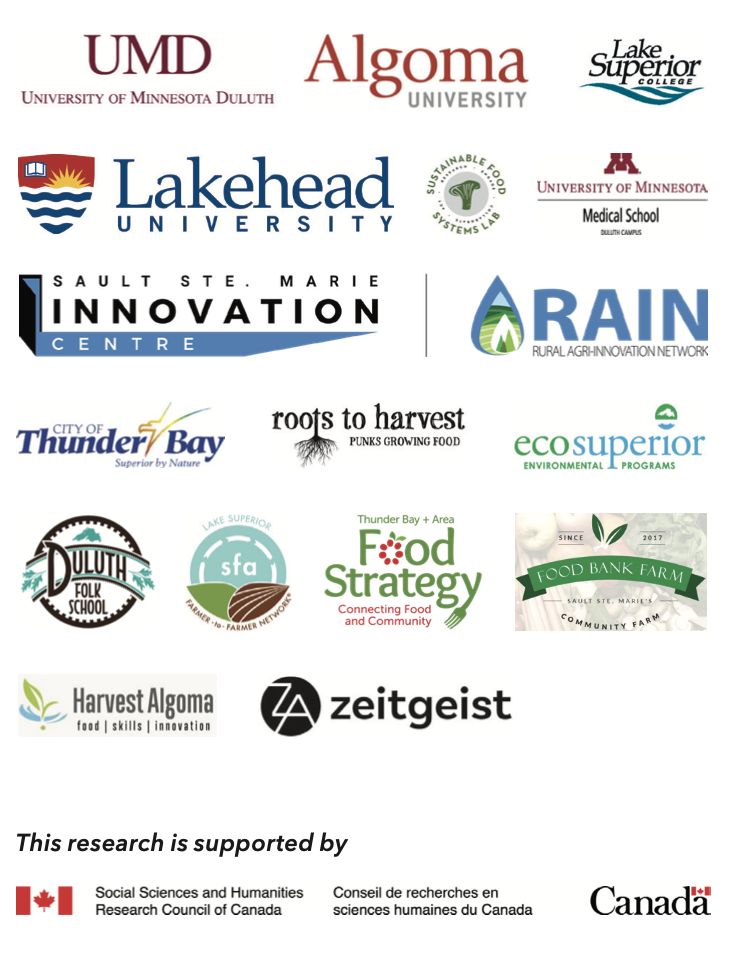 UMD
UNIVERSITY OF MINNESOTA DULUTH
Algoma
UNIVERSITY
Lake
Superior
COLLEGE
Lakehead
UNIVERSITY
SUSTAINABLE FOOD
SYSTEMS LAB
M
UNIVERSITY OF MINNESOTA
Medical School
DULUTH CAMPUS
SAULT STE. MARIE
INNOVATION
CENTRE
RAIN
RURAL AGRI-INNOVATION NETWORK
CITY OF
Thunder Bay
Superior by Nature
roots to harvest
PUNKS GROWING FOOD
ecosuperior
ENVIRONMENTAL PROGRAMS
DULUTH
FOLK
SCHOOL
LAKE SUPERIOR
sfa
FARMER-to-FARMER NETWORK
Thunder Bay + Area
Food
Strategy
Connecting Food
and Community
SINCE 2017
FOOD BANK FARM
SAULT STE. MARIE'S
COMMUNITY FARM
Harvest Algoma
food | skills | innovation
ZA zeitgeist
This research is supported by
Social Sciences and Humanities
Research Council of Canada
Conseil de recherches en
sciences humaines du Canada
Canada